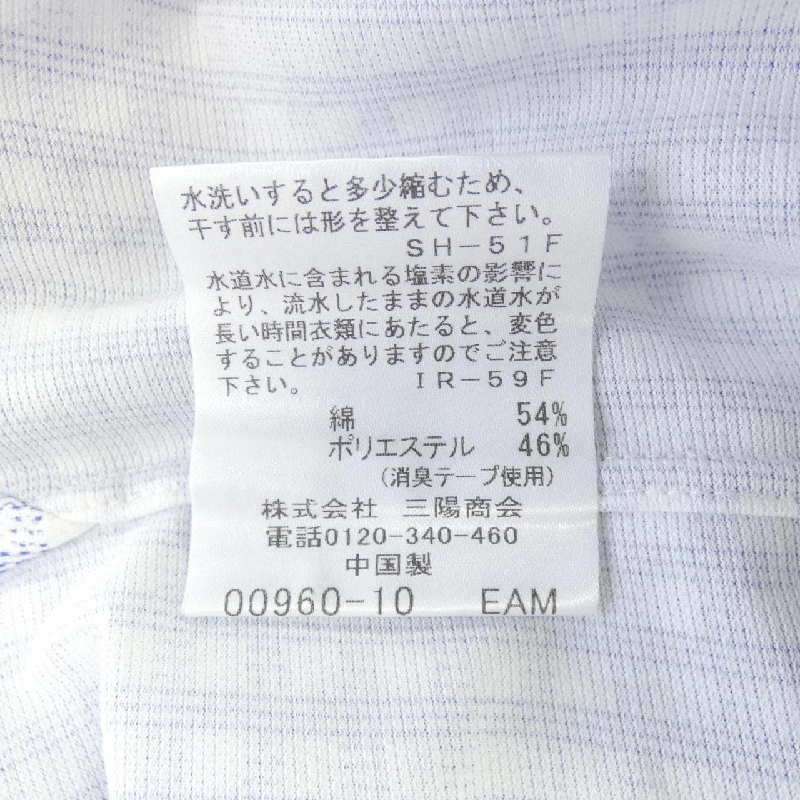 水洗いすると多少縮むため、
干す前には形を整えて下さい。
SH-51F
水道水に含まれる塩素の影響に
より、流水したままの水道水が
長い時間衣類にあたると、変色
することがありますのでご注意
下さい。 IR-59F
綿 54%
ポリエステル 46%
(消臭テープ使用)
株式会社 三陽商会
電話0120-340-460
中国製
00960-10 EAM